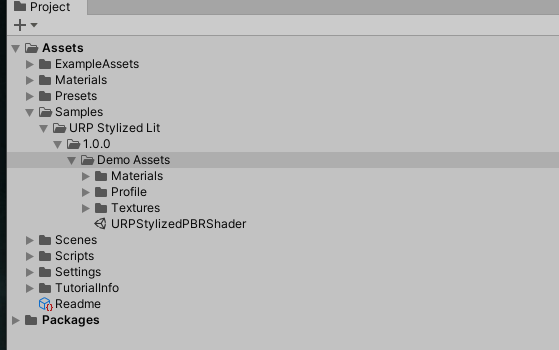 Project
Assets
ExampleAssets
Materials
Presets
Samples
URP Stylized Lit
1.0.0
Demo Assets
Materials
Profile
Textures
URPStylizedPBRShader
Scenes
Scripts
Settings
TutorialInfo
Readme
Packages